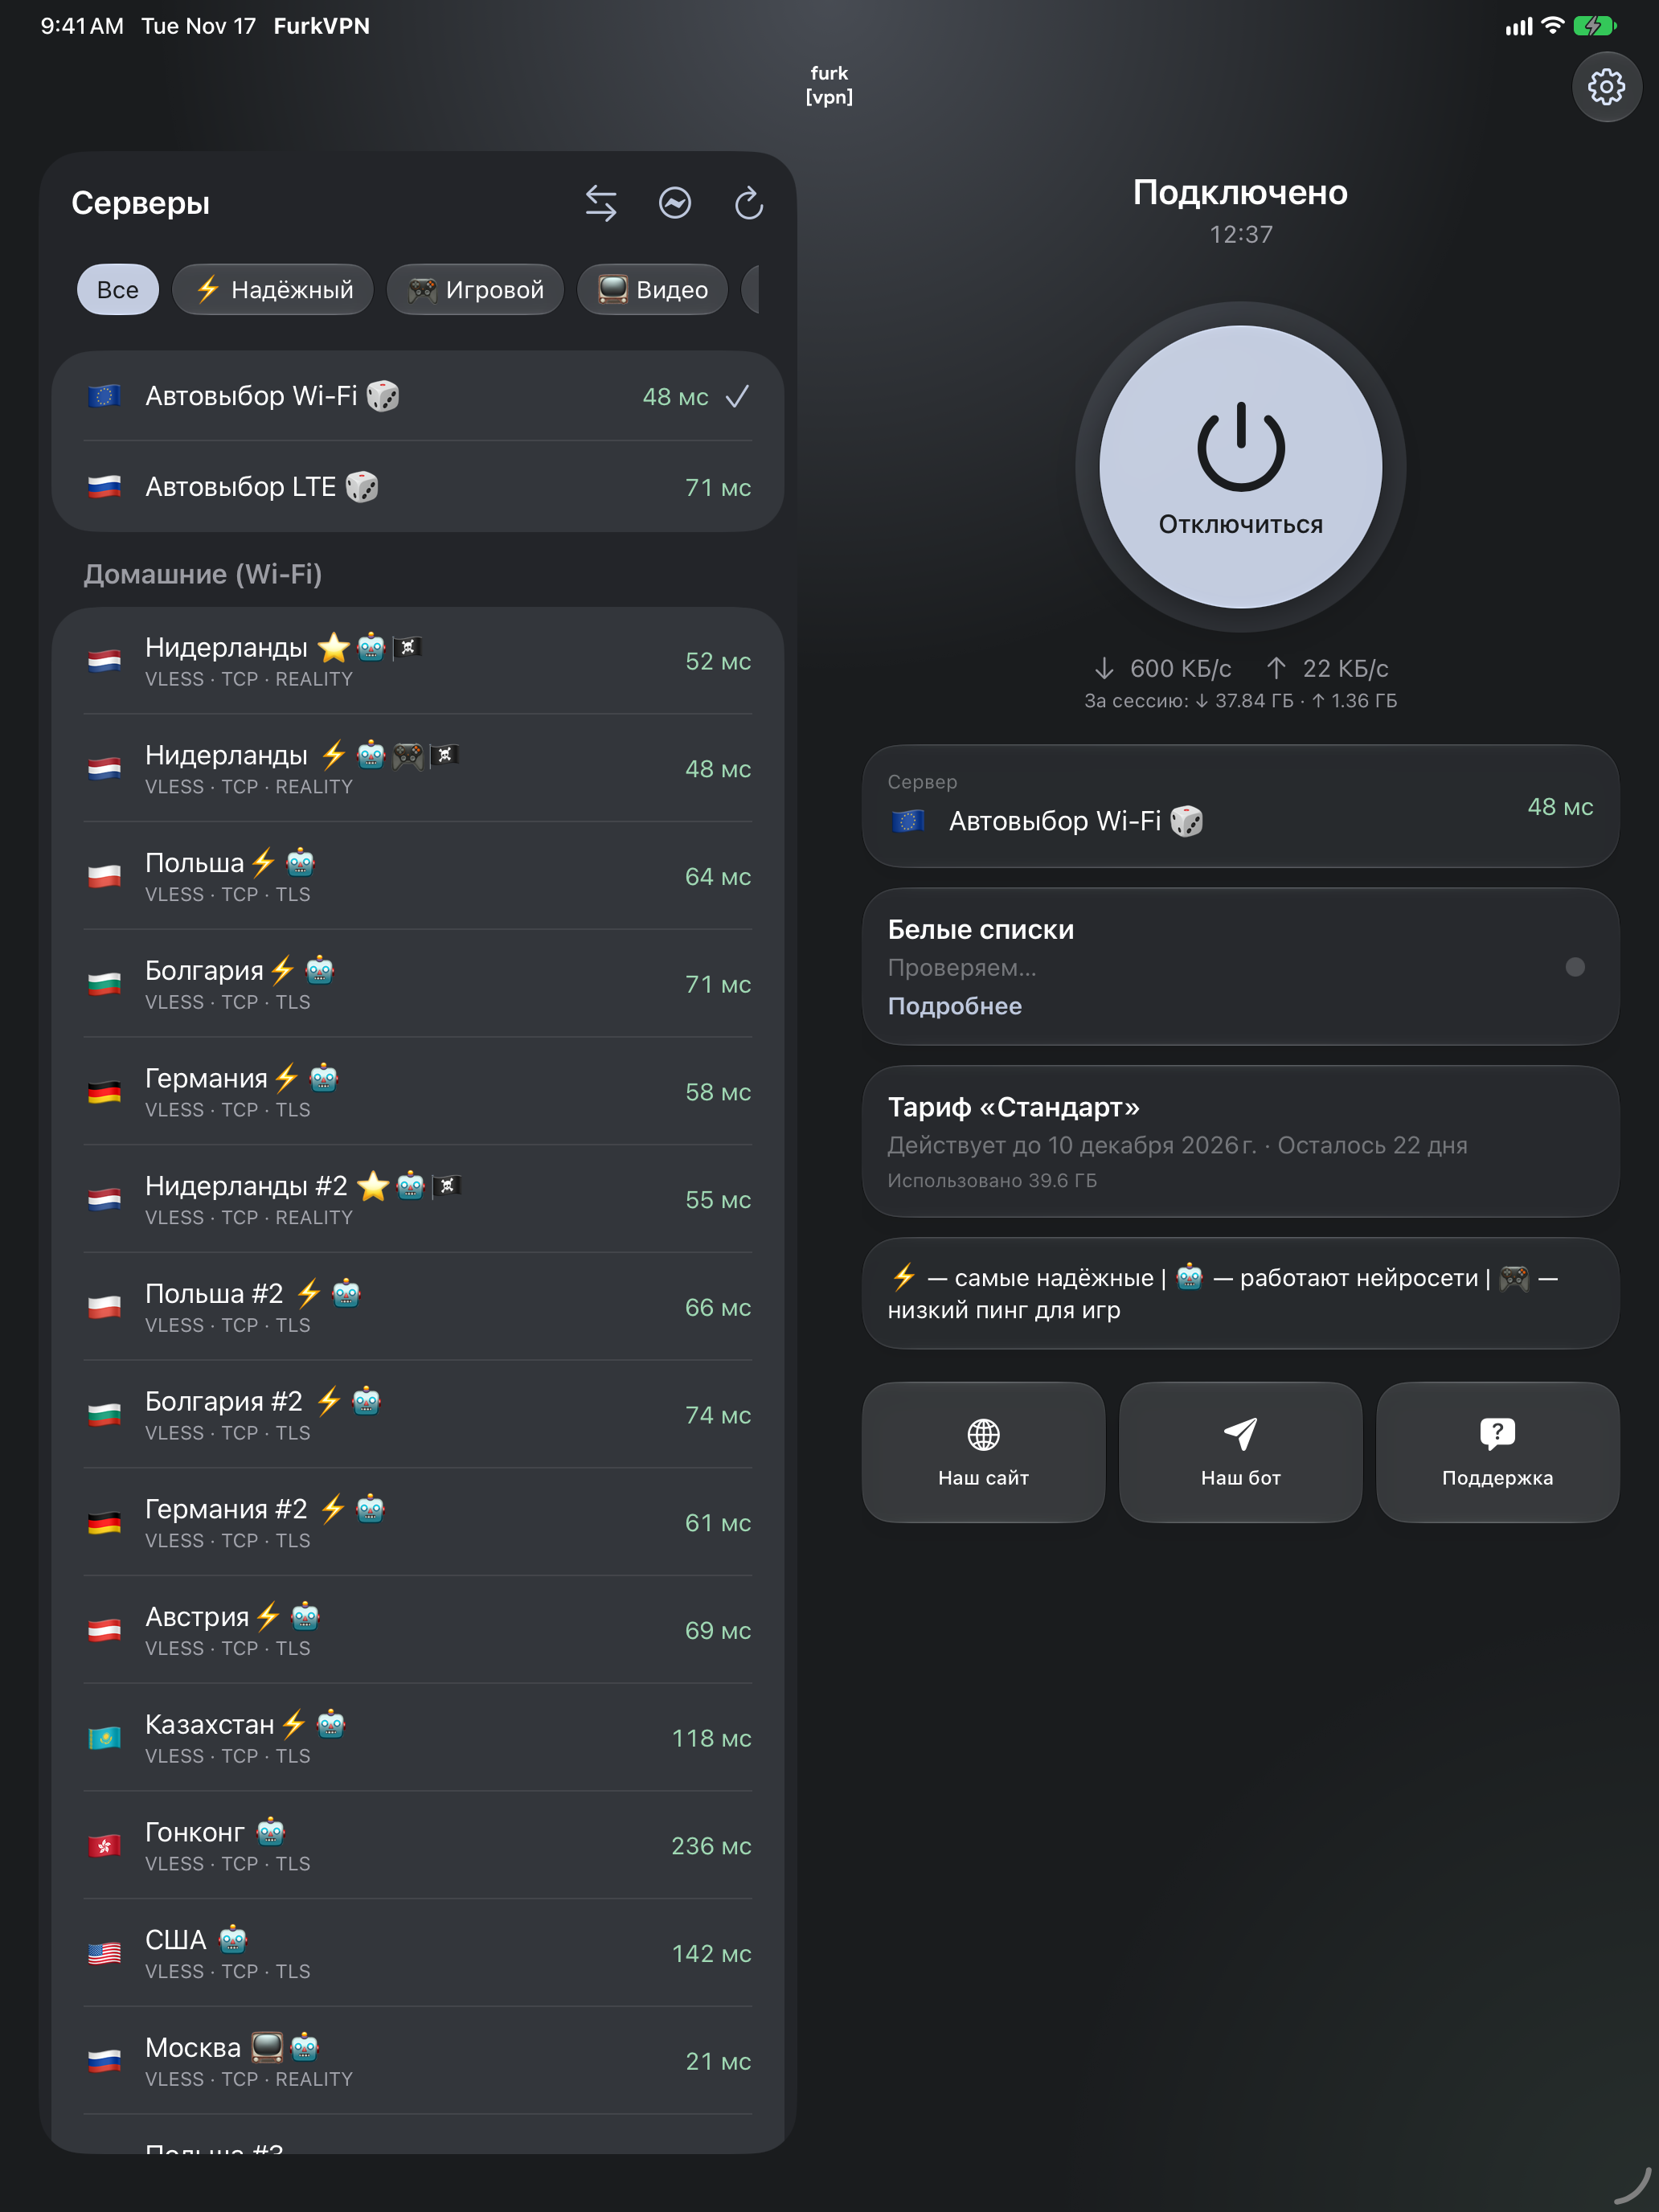 9:41 AM Tue Nov 17 FurkVPN
furk
[vpn]
Серверы
Все
⚡ Надёжный
🎮 Игровой
📺 Видео
🇪🇺 Автовыбор Wi-Fi 🎲 48 мс
🇷🇺 Автовыбор LTE 🎲 71 мс
Домашние (Wi-Fi)
🇳🇱 Нидерланды ⭐🤖🏴‍☠️ 52 мс
VLESS · TCP · REALITY
🇳🇱 Нидерланды ⚡🤖🎮🏴‍☠️ 48 мс
VLESS · TCP · REALITY
🇵🇱 Польша⚡🤖 64 мс
VLESS · TCP · TLS
🇧🇬 Болгария⚡🤖 71 мс
VLESS · TCP · TLS
🇩🇪 Германия⚡🤖 58 мс
VLESS · TCP · TLS
🇳🇱 Нидерланды #2 ⭐🤖🏴‍☠️ 55 мс
VLESS · TCP · REALITY
🇵🇱 Польша #2 ⚡🤖 66 мс
VLESS · TCP · TLS
🇧🇬 Болгария #2 ⚡🤖 74 мс
VLESS · TCP · TLS
🇩🇪 Германия #2 ⚡🤖 61 мс
VLESS · TCP · TLS
🇦🇹 Австрия⚡🤖 69 мс
VLESS · TCP · TLS
🇰🇿 Казахстан⚡🤖 118 мс
VLESS · TCP · TLS
🇭🇰 Гонконг 🤖 236 мс
VLESS · TCP · TLS
🇺🇸 США 🤖 142 мс
VLESS · TCP · TLS
🇷🇺 Москва 📺🤖 21 мс
VLESS · TCP · REALITY
Польша #3
Подключено
12:37
Отключиться
↓ 600 КБ/с ↑ 22 КБ/с
За сессию: ↓ 37.84 ГБ · ↑ 1.36 ГБ
Сервер
🇪🇺 Автовыбор Wi-Fi 🎲 48 мс
Белые списки
Проверяем...
Подробнее
Тариф «Стандарт»
Действует до 10 декабря 2026 г. · Осталось 22 дня
Использовано 39.6 ГБ
⚡ — самые надёжные | 🤖 — работают нейросети | 🎮 —
низкий пинг для игр
Наш сайт
Наш бот
Поддержка